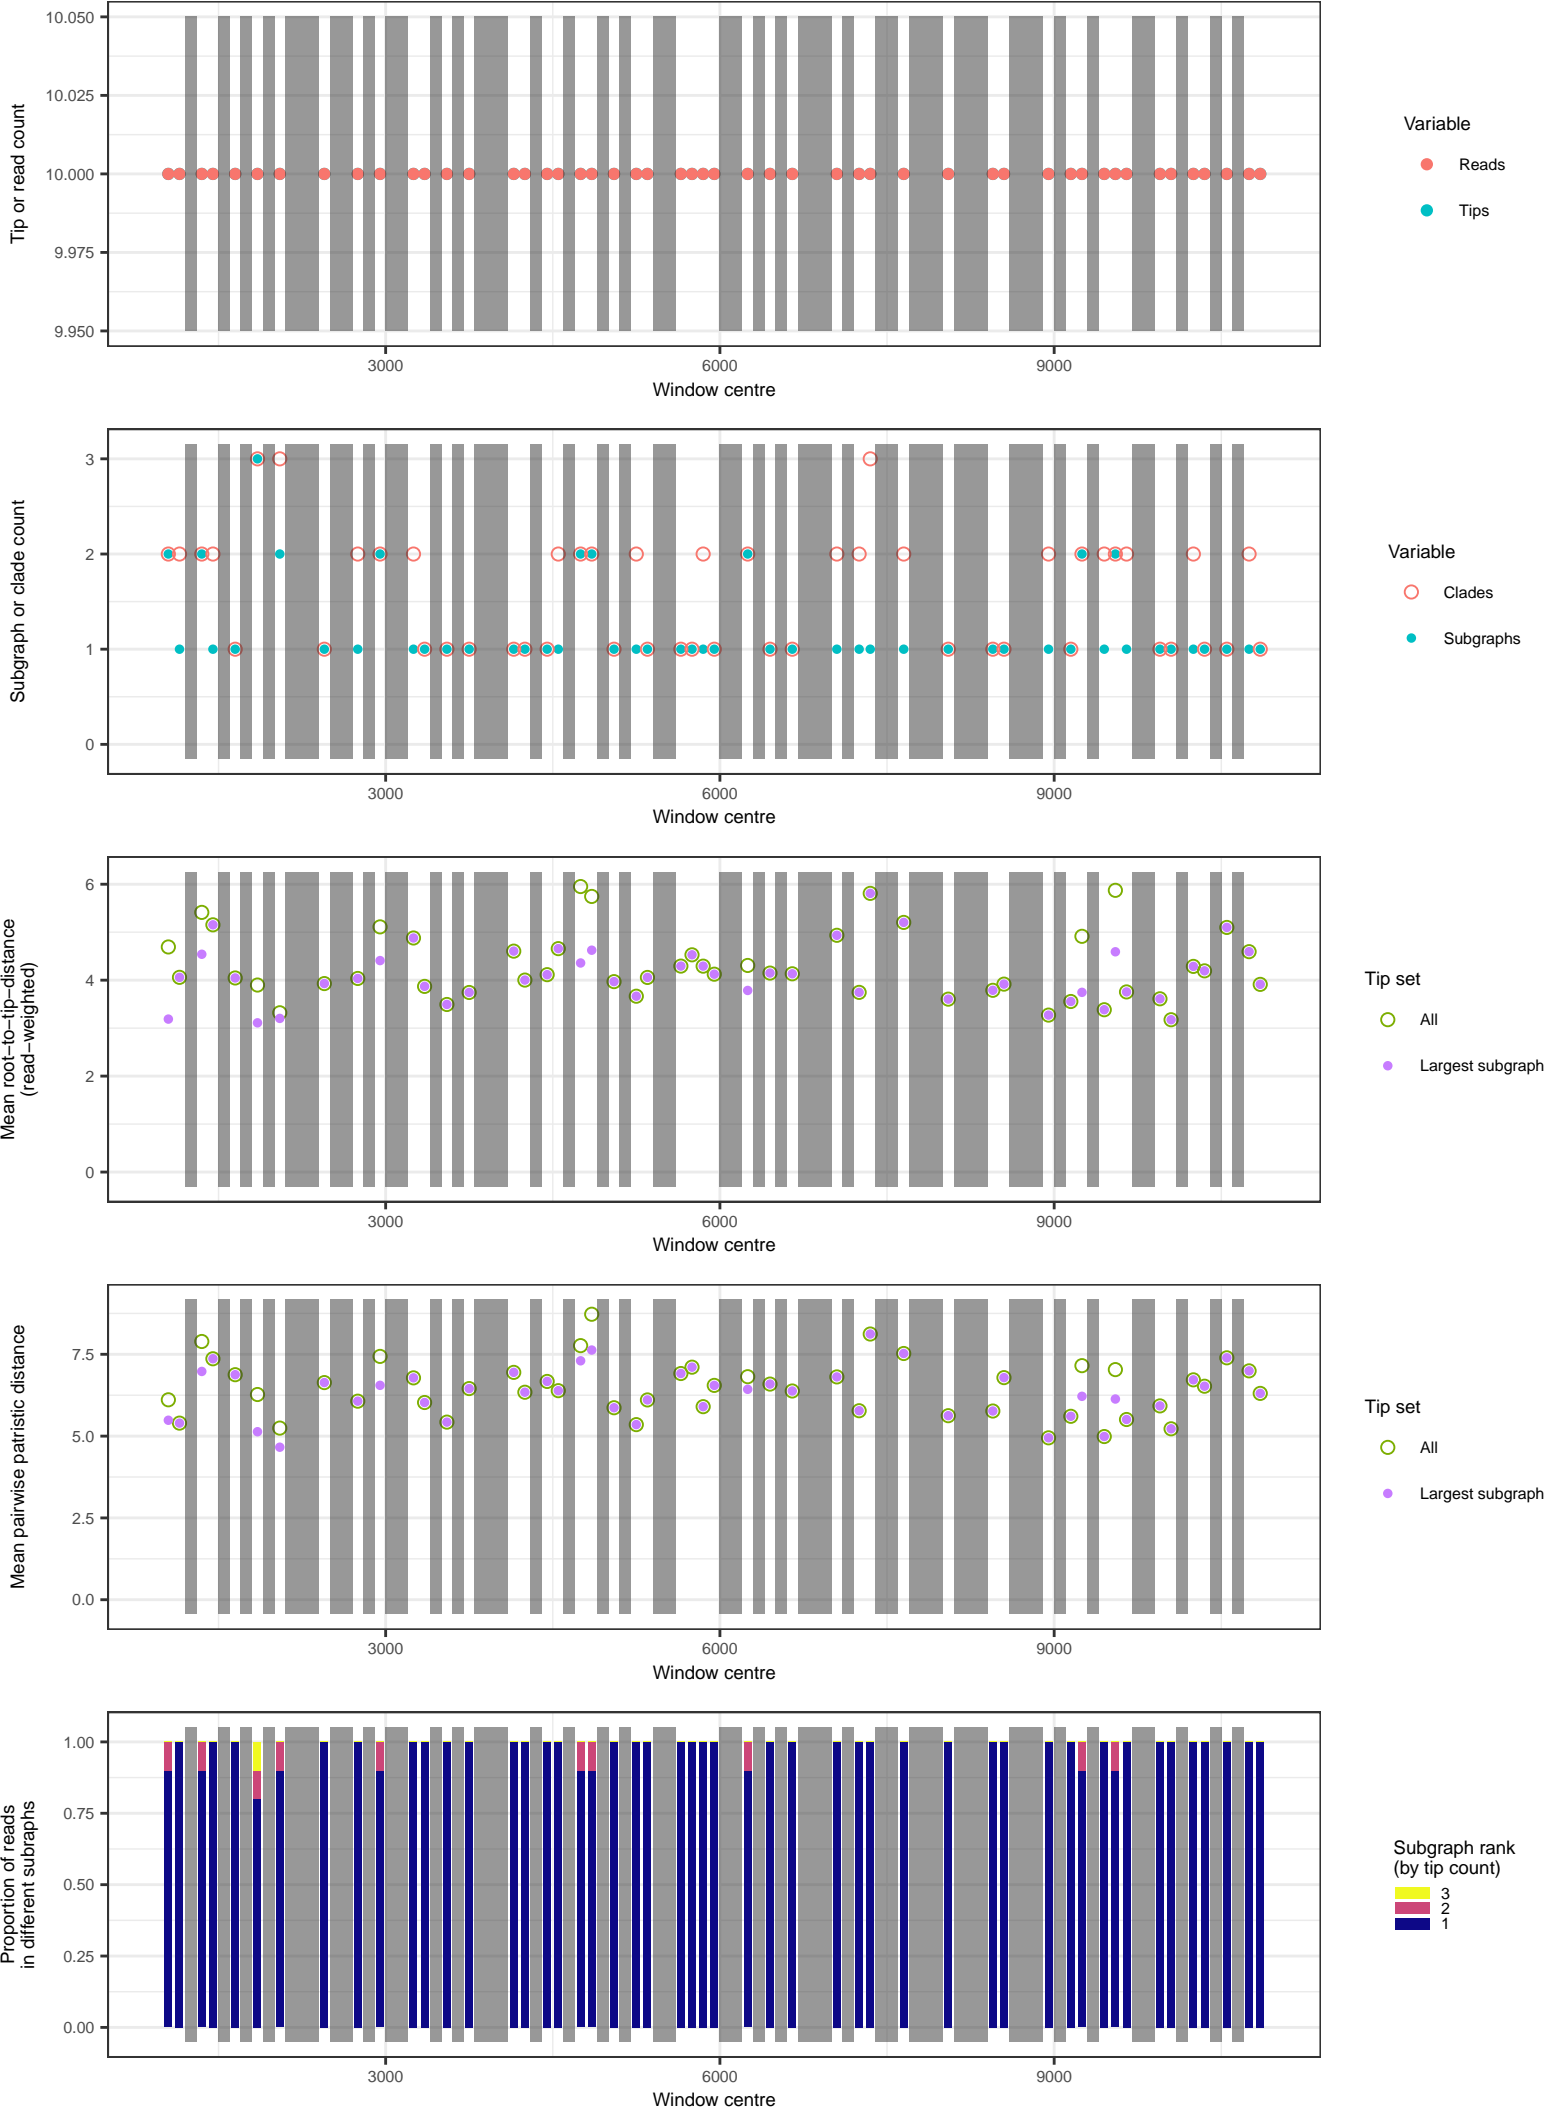 10.050
10.025
10.000
9.975
9.950
Tip or read count
3000
6000
9000
Window centre
Variable
Reads
Tips
3
2
1
0
Subgraph or clade count
3000
6000
9000
Window centre
Variable
Clades
Subgraphs
6
4
2
0
Mean root−to−tip−distance
(read−weighted)
3000
6000
9000
Window centre
Tip set
All
Largest subgraph
7.5
5.0
2.5
0.0
Mean pairwise patristic distance
3000
6000
9000
Window centre
Tip set
All
Largest subgraph
1.00
0.75
0.50
0.25
0.00
Proportion of reads
in different subraphs
3000
6000
9000
Window centre
Subgraph rank
(by tip count)
3
2
1